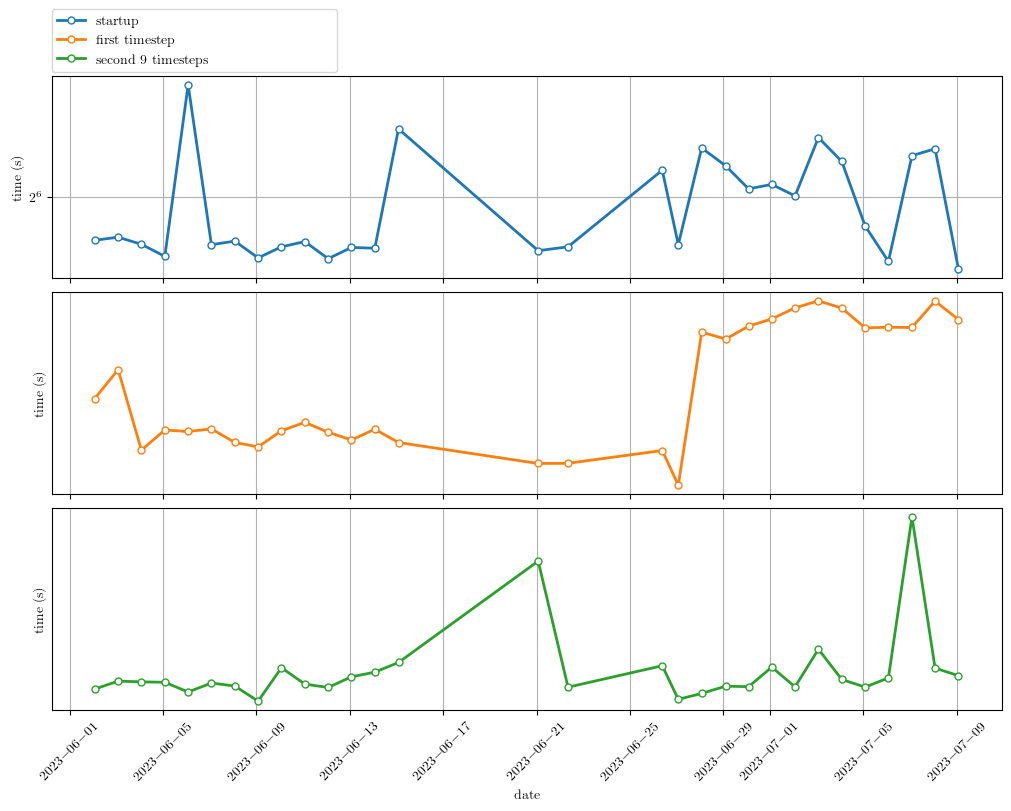 startup
first timestep
second 9 timesteps
time (s)
2⁶
time (s)
time (s)
2023−06−01
2023−06−05
2023−06−09
2023−06−13
2023−06−17
2023−06−21
2023−06−25
2023−06−29
2023−07−01
2023−07−05
2023−07−09
date